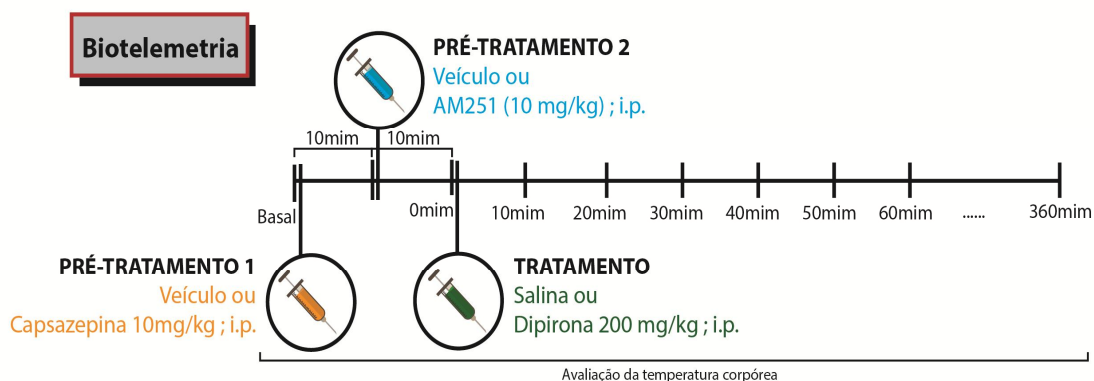 Biotelemetria
PRÉ-TRATAMENTO 2
Veículo ou
AM251 (10 mg/kg) ; i.p.
10mim
10mim
Basal
0mim
10mim
20mim
30mim
40mim
50mim
60mim
......
360mim
PRÉ-TRATAMENTO 1
Veículo ou
Capsazepina 10mg/kg ; i.p.
TRATAMENTO
Salina ou
Dipirona 200 mg/kg ; i.p.
Avaliação da temperatura corpórea